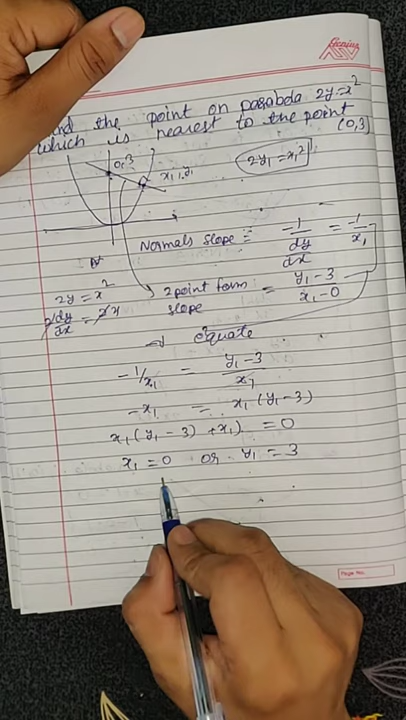 nd the point on parabola 2y=x²
which is nearest to the point
(0,3)
0,3
x₁,y₁
2y₁=x₁²
Normals slope = -1/(dy/dx) = -1/x₁
2y = x²
2dy/dx = 2x
2point form slope = (y₁-3)/(x₁-0)
→ equate
-1/x₁ = (y₁-3)/x₁
-x₁ = x₁(y₁-3)
x₁(y₁-3) +x₁) = 0
x₁=0 or y₁=3